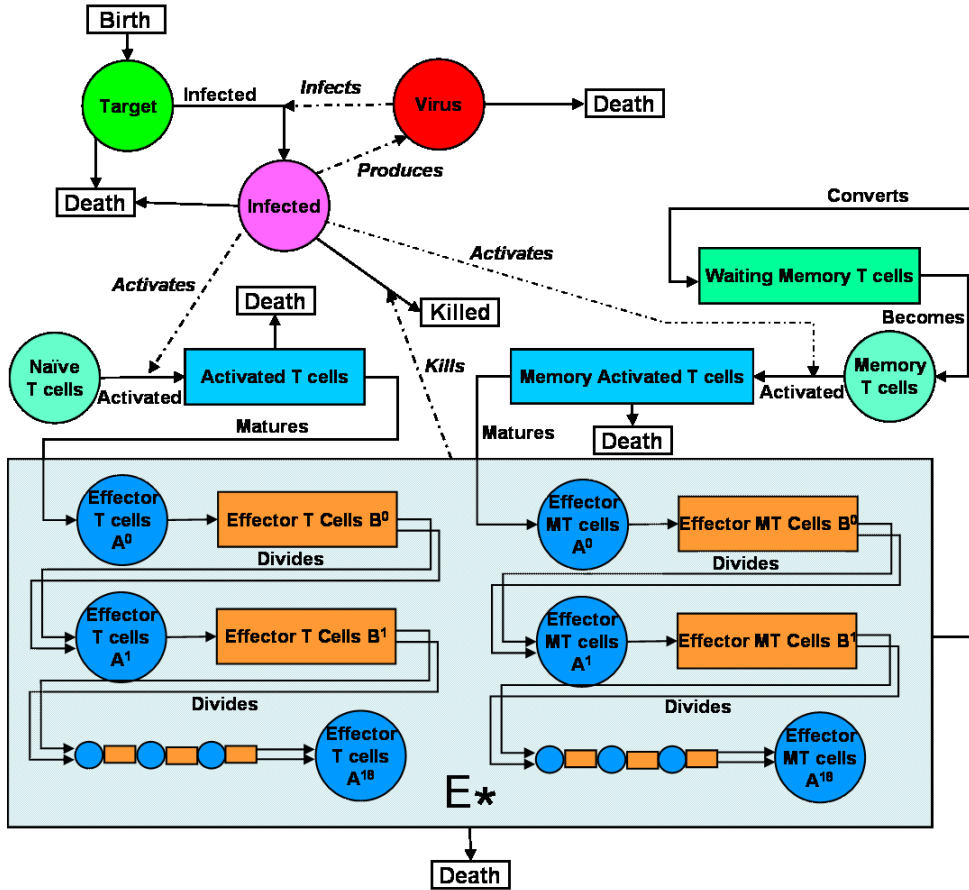 Birth
Infects
Target
Infected
Virus
Death
Produces
Death
Infected
Converts
Activates
Activates
Waiting Memory T cells
Death
Killed
Becomes
Naïve
T cells
Activated
Activated T cells
Kills
Memory Activated T cells
Activated
Memory
T cells
Matures
Matures
Death
Effector
T cells
A⁰
Effector T Cells B⁰
Divides
Effector
MT cells
A⁰
Effector MT Cells B⁰
Divides
Effector
T cells
A¹
Effector T Cells B¹
Divides
Effector
MT cells
A¹
Effector MT Cells B¹
Divides
Effector
T cells
A¹⁸
Effector
MT cells
A¹⁸
E*
Death